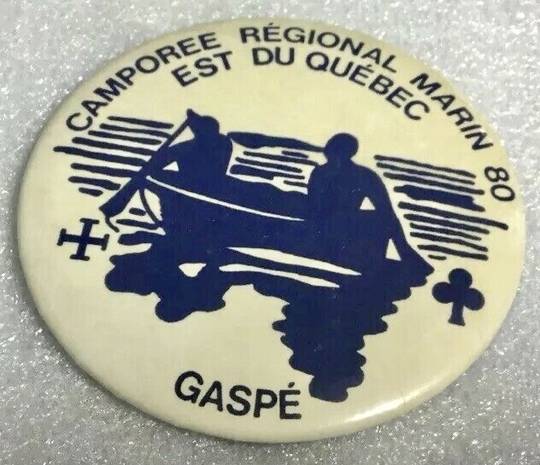 CAMPOREE RÉGIONAL MARIN 80
EST DU QUÉBEC
GASPÉ